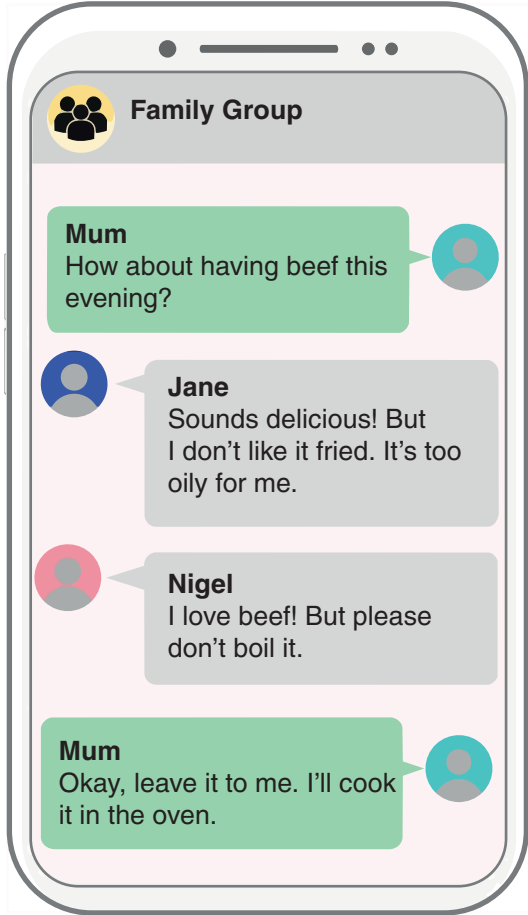 Family Group
Mum
How about having beef this
evening?
Jane
Sounds delicious! But
I don’t like it fried. It’s too
oily for me.
Nigel
I love beef! But please
don’t boil it.
Mum
Okay, leave it to me. I’ll cook
it in the oven.